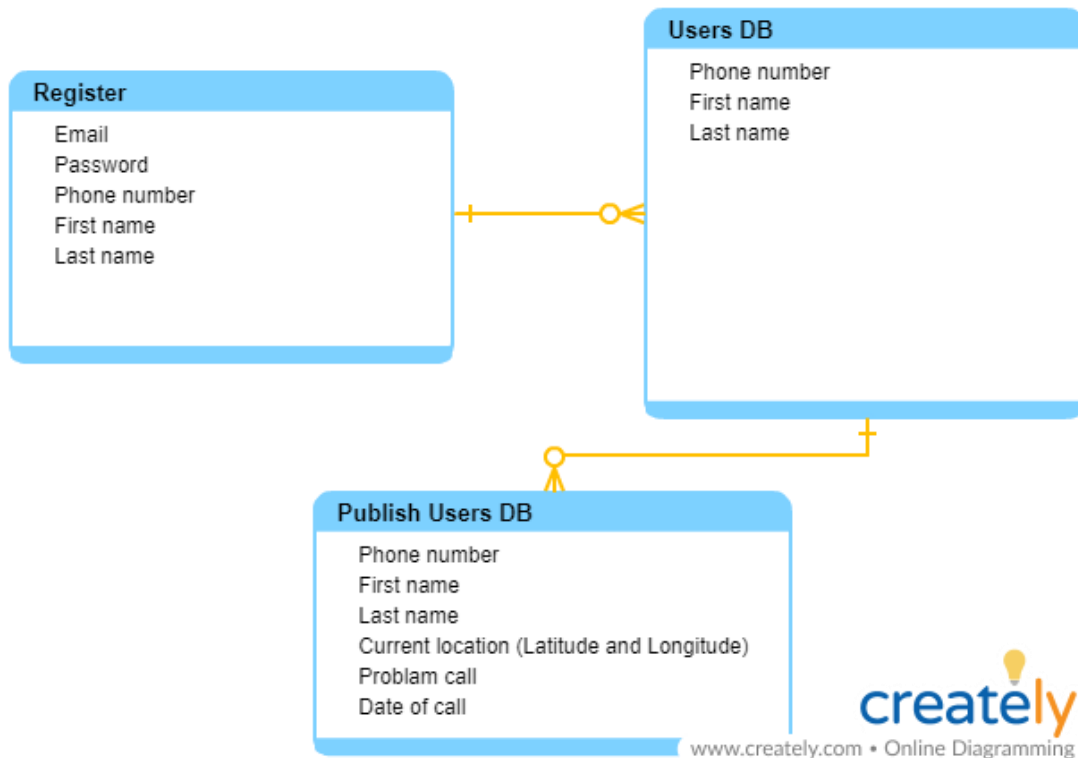 Users DB
Phone number
First name
Last name
Register
Email
Password
Phone number
First name
Last name
Publish Users DB
Phone number
First name
Last name
Current location (Latitude and Longitude)
Problam call
Date of call
creately
www.creately.com • Online Diagramming